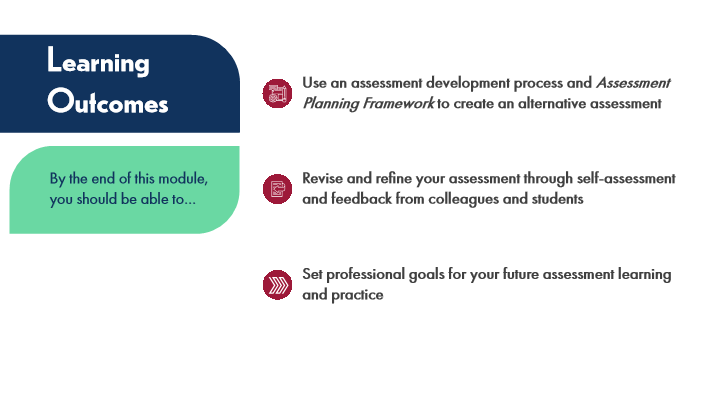 Learning
Outcomes
By the end of this module,
you should be able to...
Use an assessment development process and Assessment
Planning Framework to create an alternative assessment
Revise and refine your assessment through self-assessment
and feedback from colleagues and students
Set professional goals for your future assessment learning
and practice